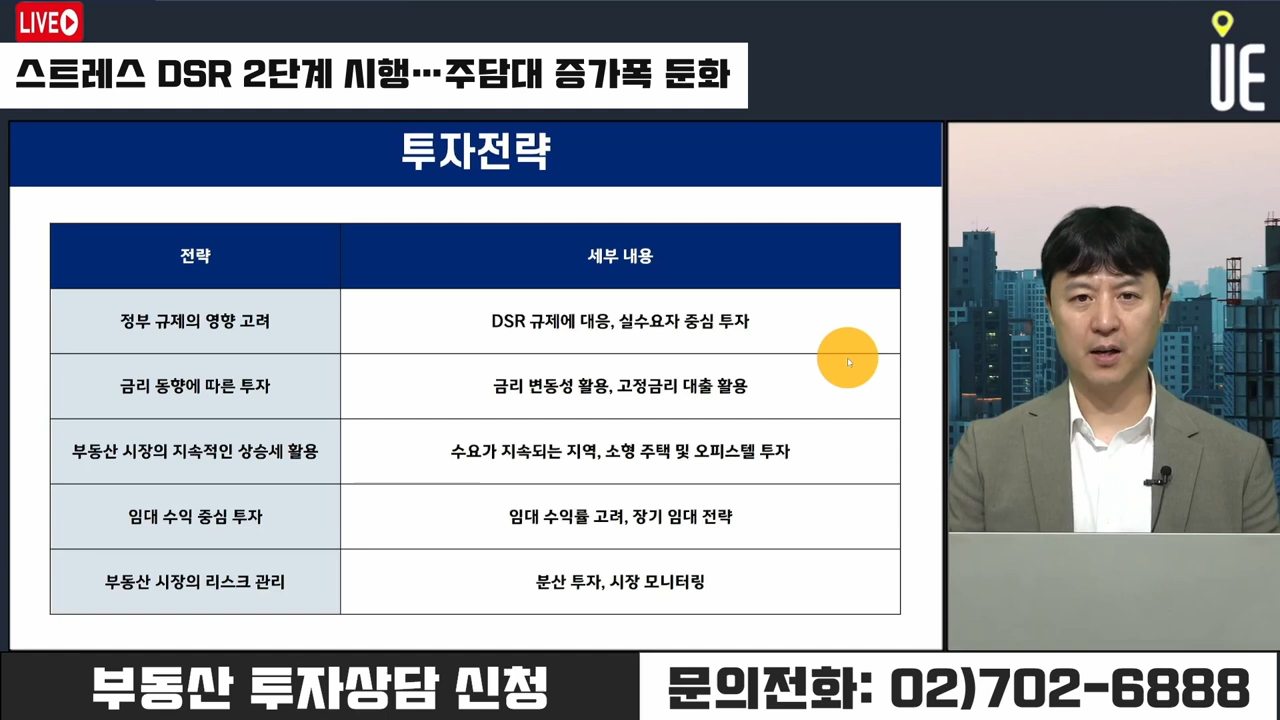 LIVE
스트레스 DSR 2단계 시행…주담대 증가폭 둔화
UE
투자전략
전략 세부 내용
정부 규제의 영향 고려 DSR 규제에 대응, 실수요자 중심 투자
금리 동향에 따른 투자 금리 변동성 활용, 고정금리 대출 활용
부동산 시장의 지속적인 상승세 활용 수요가 지속되는 지역, 소형 주택 및 오피스텔 투자
임대 수익 중심 투자 임대 수익률 고려, 장기 임대 전략
부동산 시장의 리스크 관리 분산 투자, 시장 모니터링
부동산 투자상담 신청 문의전화: 02)702-6888